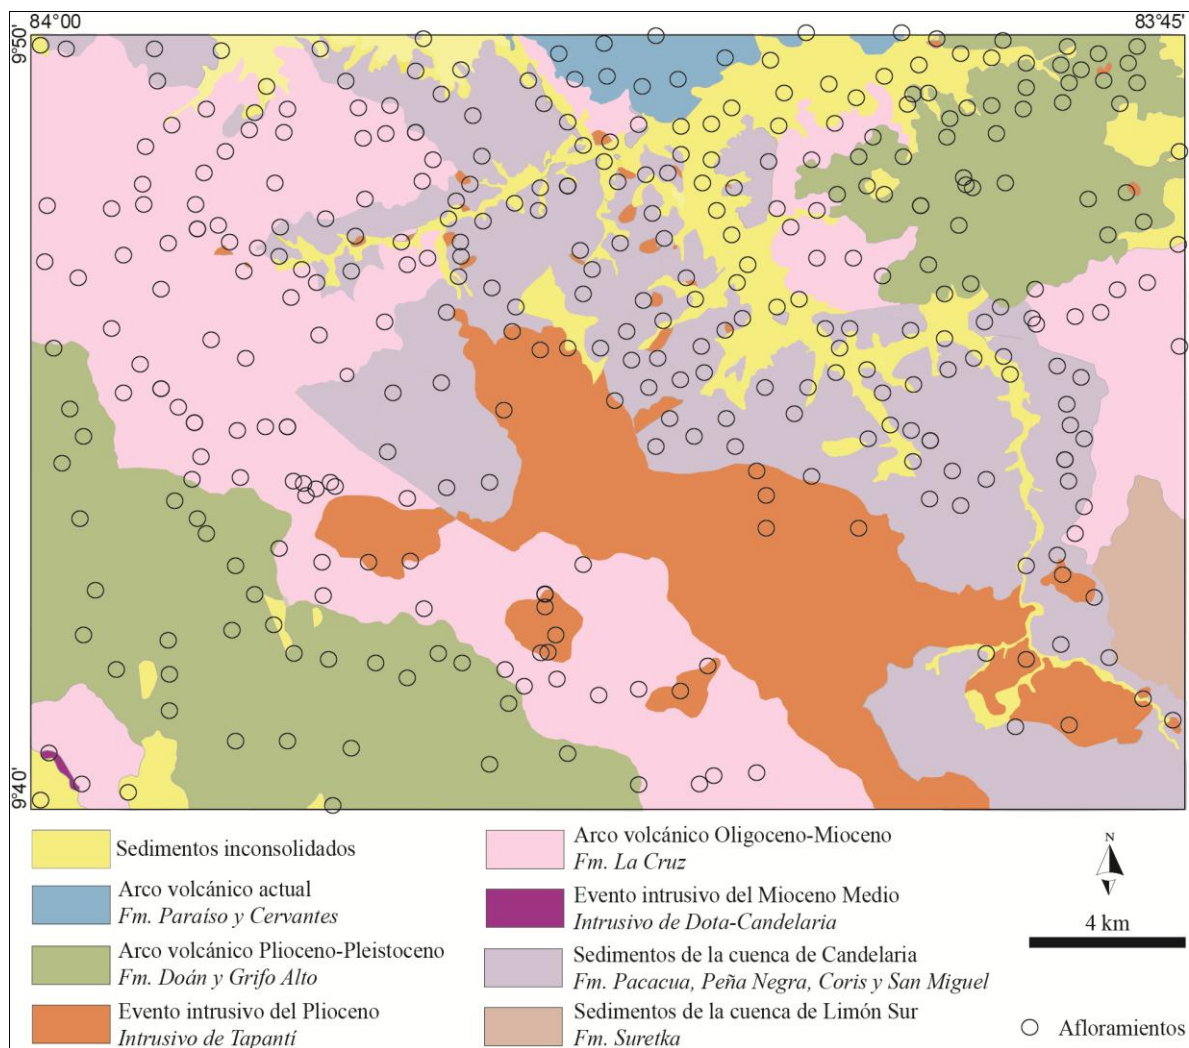 84°00
83°45'
9°50'
9°40'
Sedimentos inconsolidados
Arco volcánico actual
Fm. Paraíso y Cervantes
Arco volcánico Plioceno-Pleistoceno
Fm. Doán y Grifo Alto
Evento intrusivo del Plioceno
Intrusivo de Tapantí
Arco volcánico Oligoceno-Mioceno
Fm. La Cruz
Evento intrusivo del Mioceno Medio
Intrusivo de Dota-Candelaria
Sedimentos de la cuenca de Candelaria
Fm. Pacacua, Peña Negra, Coris y San Miguel
Sedimentos de la cuenca de Limón Sur
Fm. Suretka
N
4 km
Afloramientos